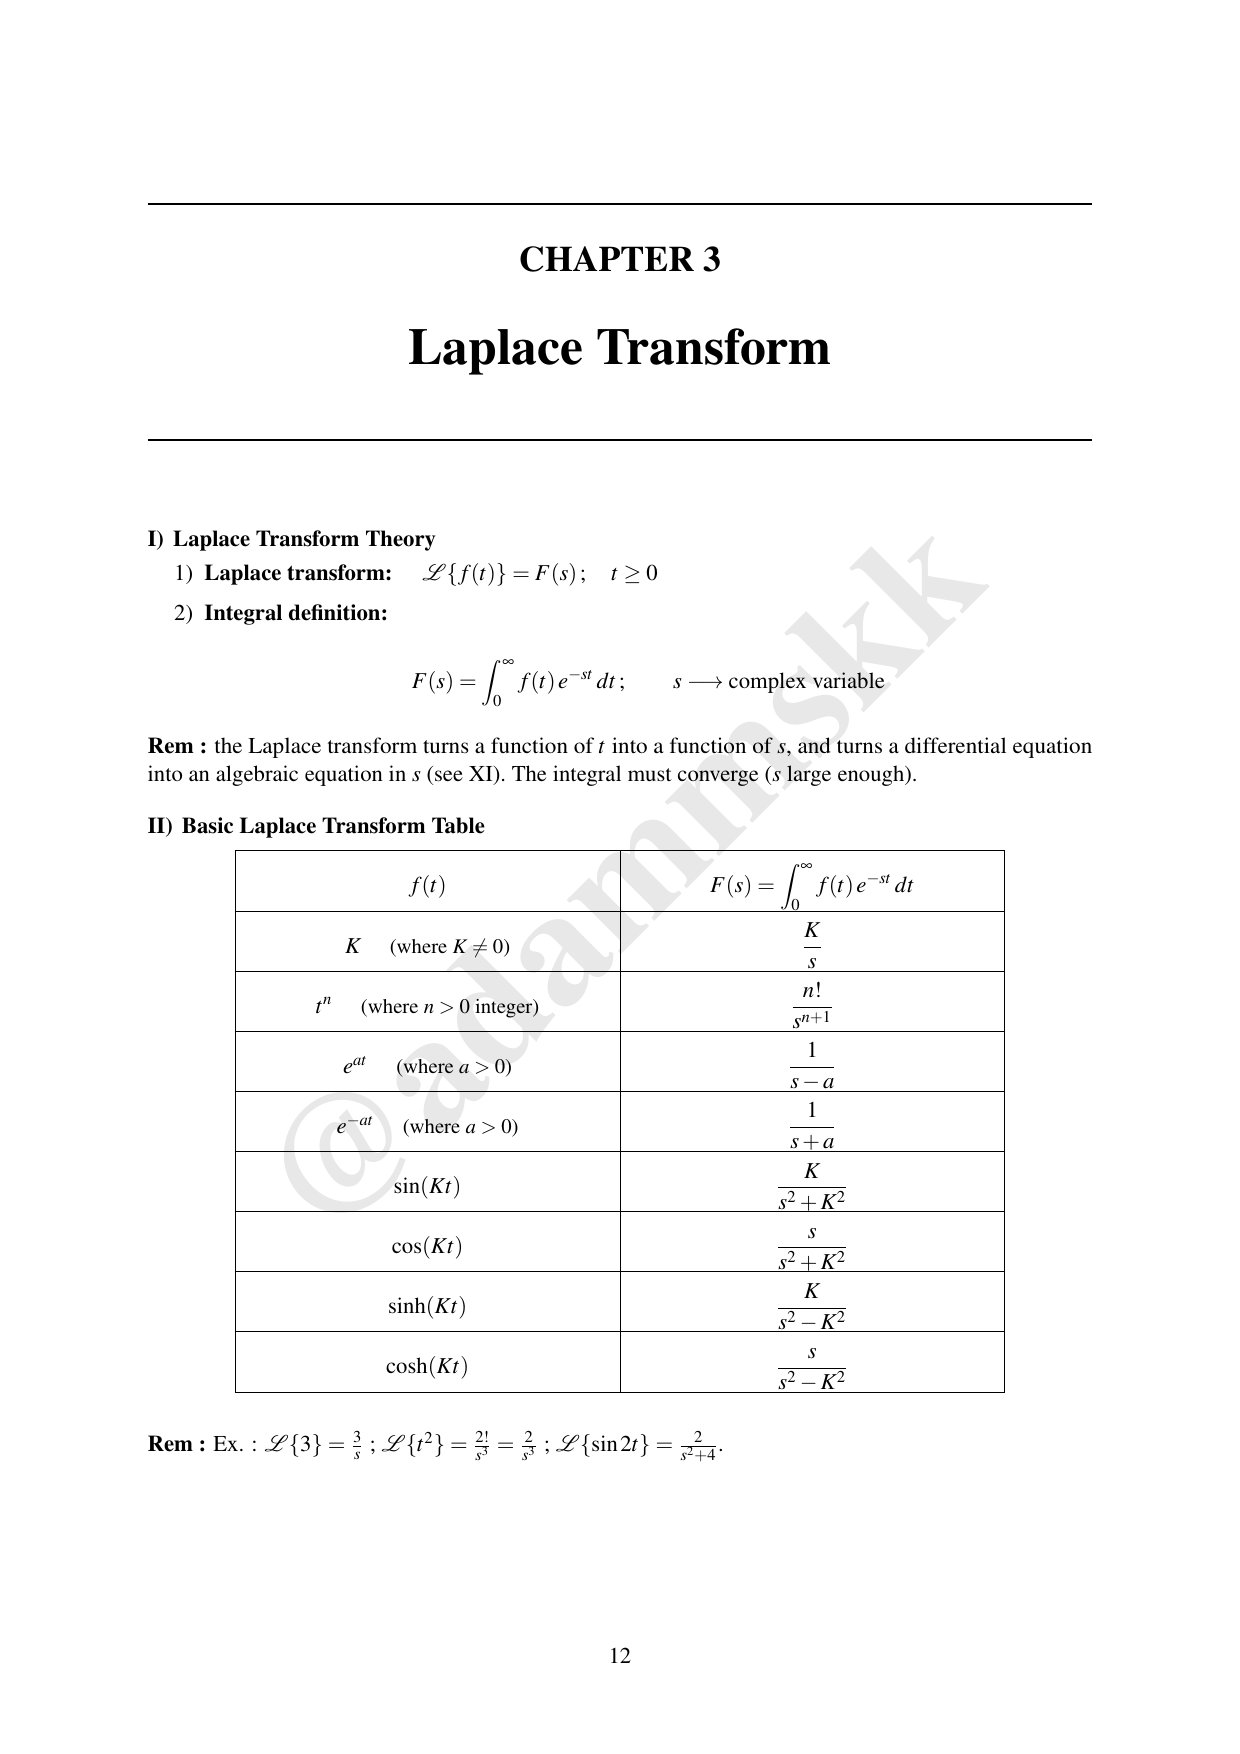 CHAPTER 3
Laplace Transform
I) Laplace Transform Theory
1) Laplace transform: ℒ{f(t)} = F(s) ; t ≥ 0
2) Integral definition:
F(s) = ∫₀^∞ f(t) e^{−st} dt ; s ⟶ complex variable
Rem : the Laplace transform turns a function of t into a function of s, and turns a differential equation
into an algebraic equation in s (see XI). The integral must converge (s large enough).
II) Basic Laplace Transform Table
f(t) F(s) = ∫₀^∞ f(t) e^{−st} dt
K (where K ≠ 0) K/s
t^n (where n > 0 integer) n!/s^{n+1}
e^{at} (where a > 0) 1/(s − a)
e^{−at} (where a > 0) 1/(s + a)
sin(Kt) K/(s² + K²)
cos(Kt) s/(s² + K²)
sinh(Kt) K/(s² − K²)
cosh(Kt) s/(s² − K²)
Rem : Ex. : ℒ{3} = 3/s ; ℒ{t²} = 2!/s³ = 2/s³ ; ℒ{sin 2t} = 2/(s²+4).
12
@adammskk